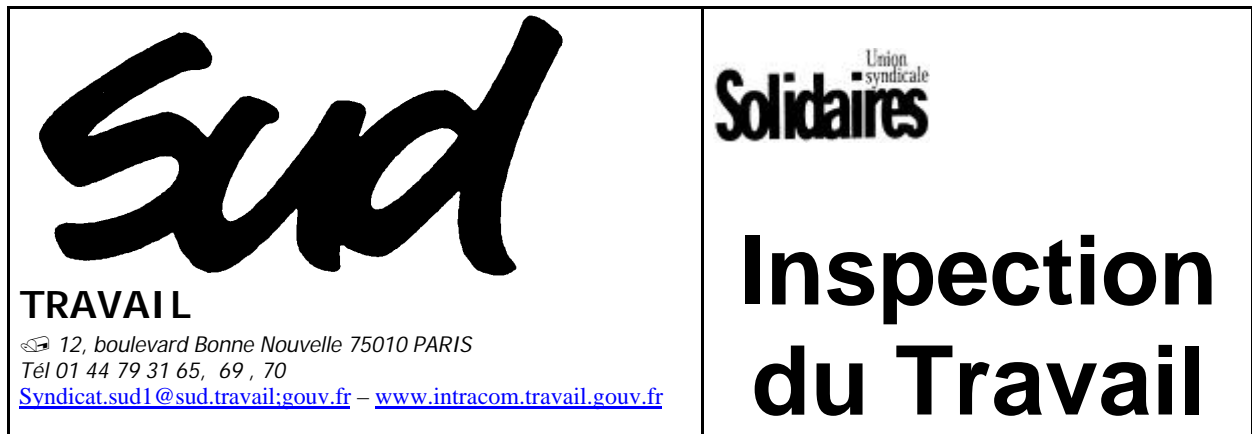 Sud
TRAVAIL
12, boulevard Bonne Nouvelle 75010 PARIS
Tél 01 44 79 31 65, 69 , 70
Syndicat.sud1@sud.travail;gouv.fr – www.intracom.travail.gouv.fr
Union
syndicale
Solidaires
Inspection
du Travail